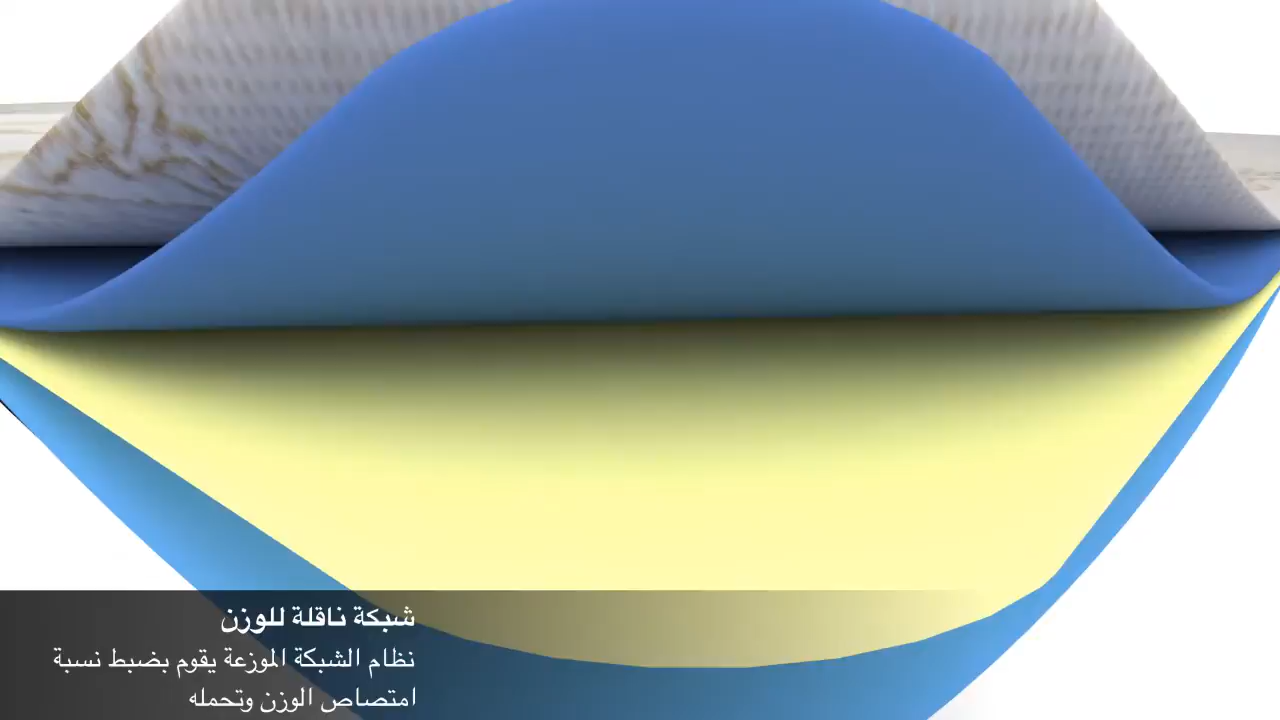 شبكة ناقلة للوزن
نظام الشبكة الموزعة يقوم بضبط نسبة
امتصاص الوزن وتحمله